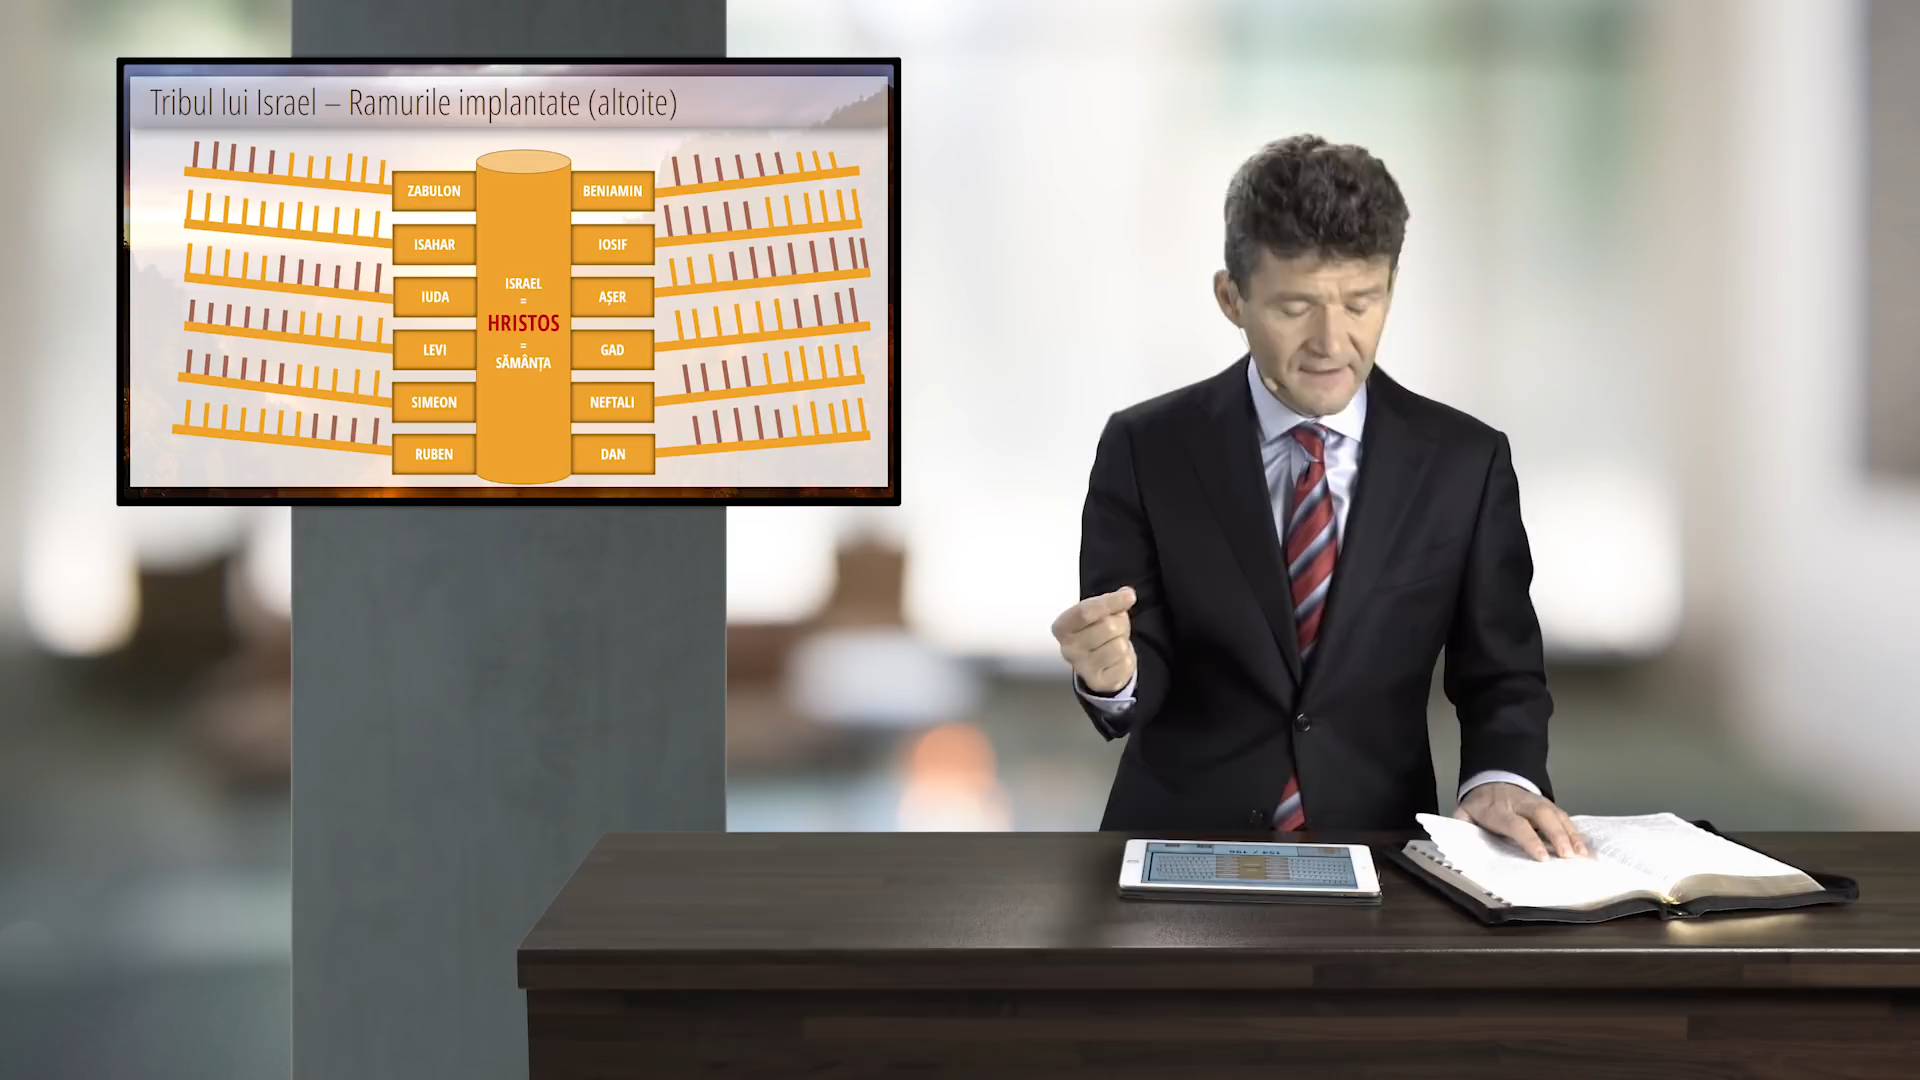 Tribul lui Israel – Ramurile implantate (altoite)
ZABULON
BENIAMIN
ISAHAR
IOSIF
IUDA
ISRAEL
=
HRISTOS
=
SĂMÂNȚA
AȘER
LEVI
GAD
SIMEON
NEFTALI
RUBEN
DAN